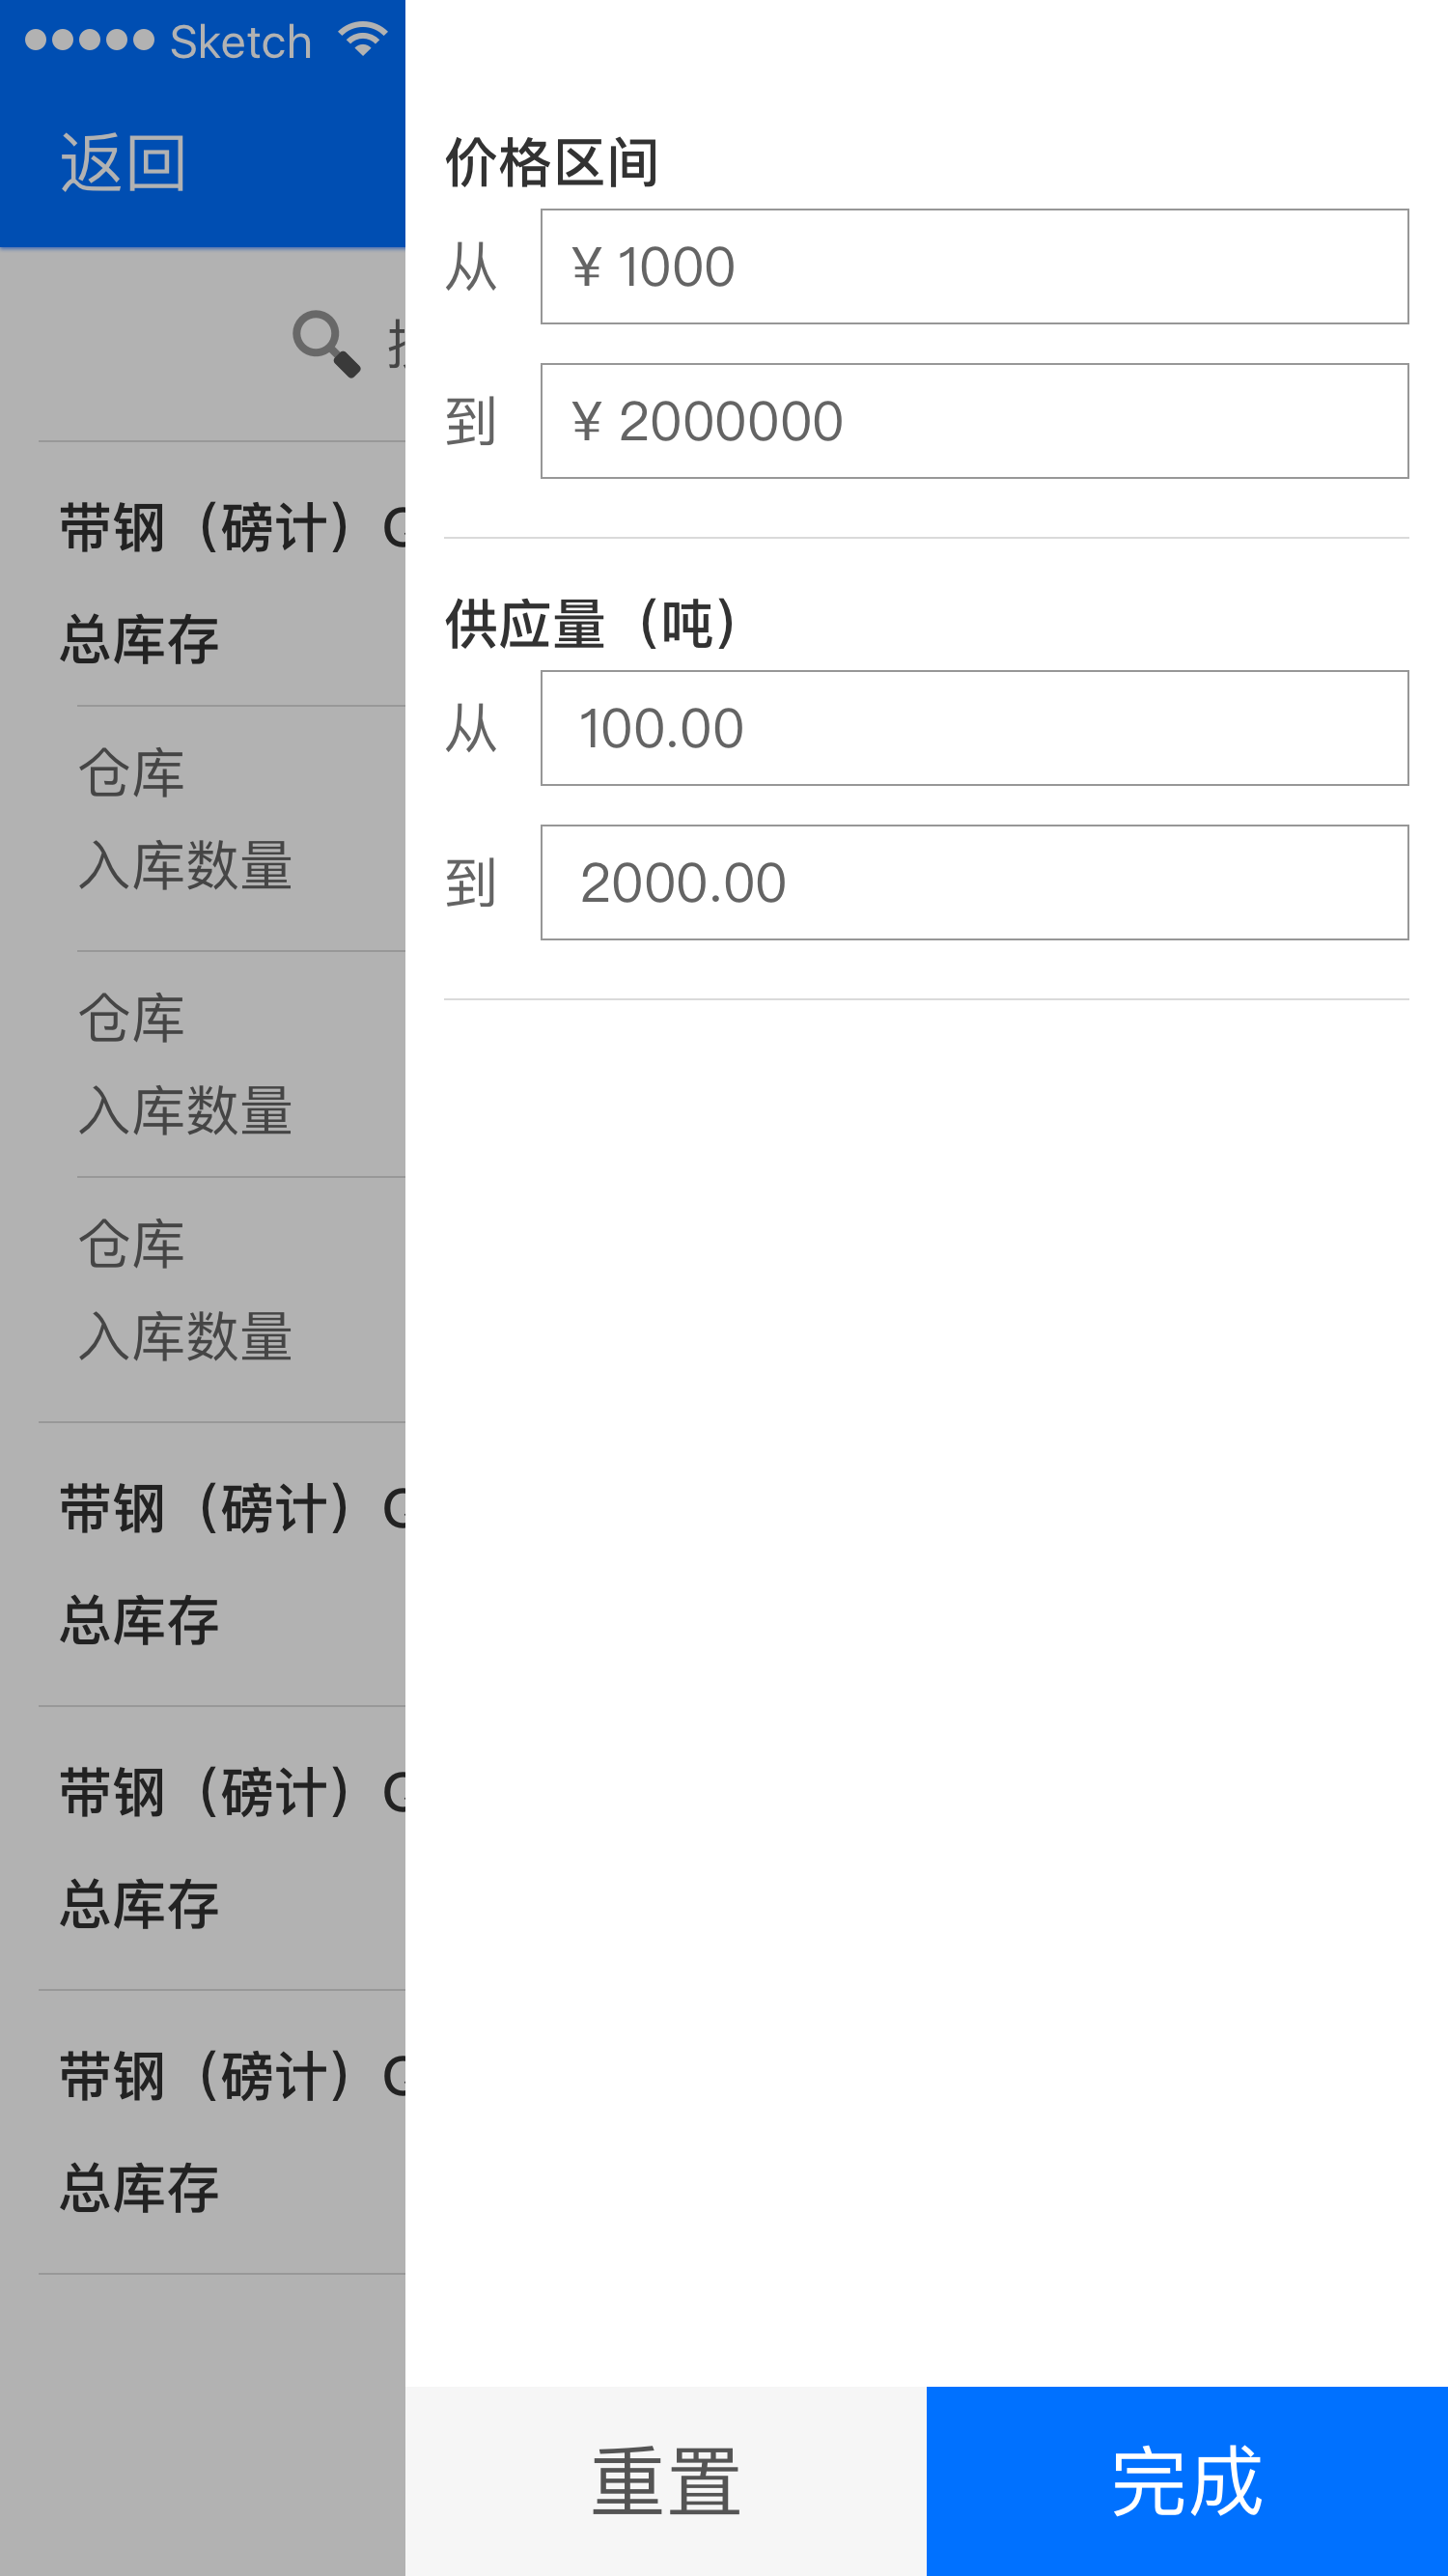 Sketch
返回
带钢（磅计）
总库存
仓库
入库数量
仓库
入库数量
仓库
入库数量
带钢（磅计）
总库存
带钢（磅计）
总库存
带钢（磅计）
总库存
价格区间
从 ¥ 1000
到 ¥ 2000000
供应量（吨）
从 100.00
到 2000.00
重置 完成